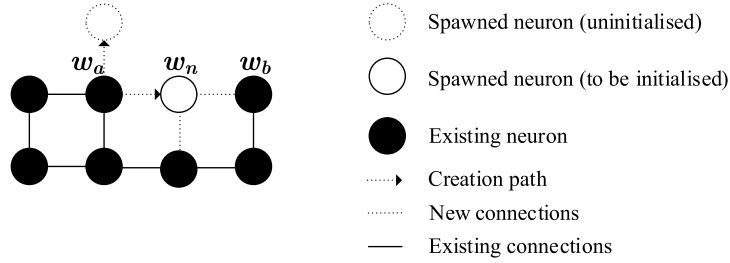 Spawned neuron (uninitialised)
w_a w_n w_b
Spawned neuron (to be initialised)
Existing neuron
Creation path
New connections
Existing connections